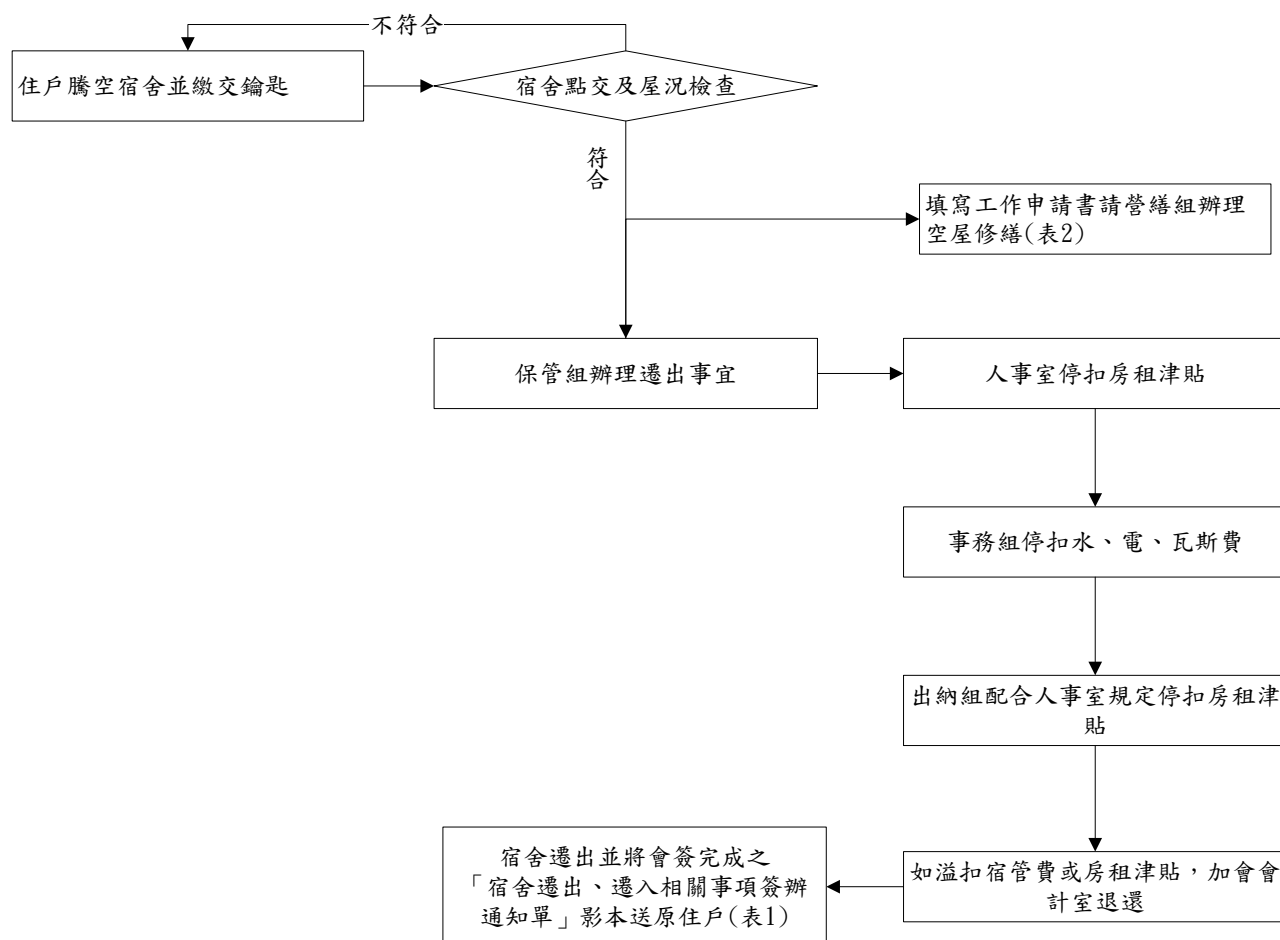 不符合
住戶騰空宿舍並繳交鑰匙
宿舍點交及屋況檢查
符
合
填寫工作申請書請營繕組辦理
空屋修繕(表2)
保管組辦理遷出事宜
人事室停扣房租津貼
事務組停扣水、電、瓦斯費
出納組配合人事室規定停扣房租津
貼
如溢扣宿管費或房租津貼，加會會
計室退還
宿舍遷出並將會簽完成之
「宿舍遷出、遷入相關事項簽辦
通知單」影本送原住戶(表1)